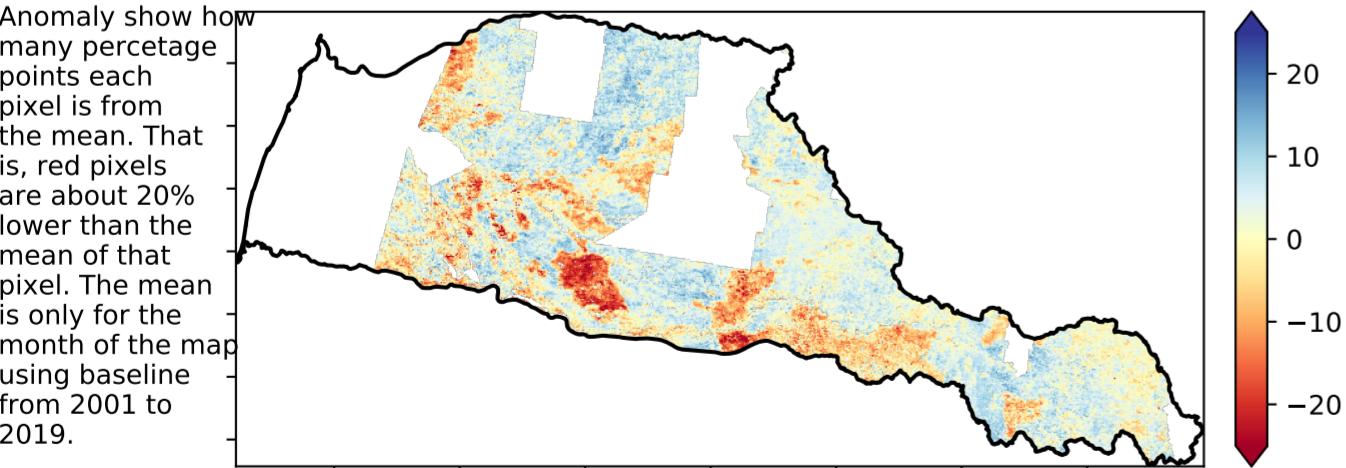 Anomaly show how
many percetage
points each
pixel is from
the mean. That
is, red pixels
are about 20%
lower than the
mean of that
pixel. The mean
is only for the
month of the map
using baseline
from 2001 to
2019.
20
10
0
−10
−20